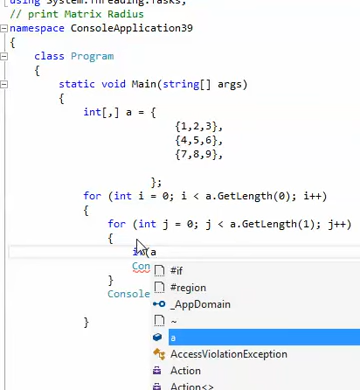 using System.Threading.Tasks;
// print Matrix Radius
namespace ConsoleApplication39
{
class Program
{
static void Main(string[] args)
{
int[,] a = {
{1,2,3},
{4,5,6},
{7,8,9},
};
for (int i = 0; i < a.GetLength(0); i++)
{
for (int j = 0; j < a.GetLength(1); j++)
{
(a
Con
}
Console
}
#if
#region
_AppDomain
~
a
AccessViolationException
Action
Action<>